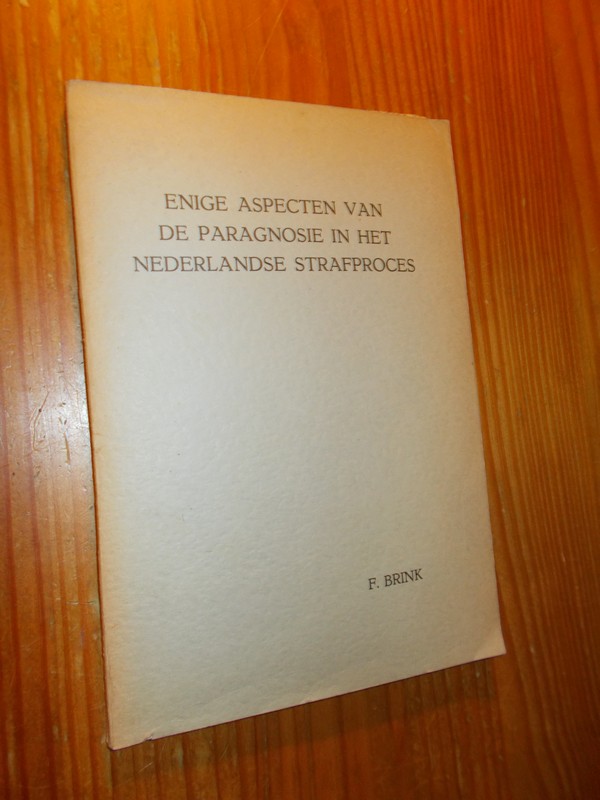 ENIGE ASPECTEN VAN
DE PARAGNOSIE IN HET
NEDERLANDSE STRAFPROCES
F. BRINK